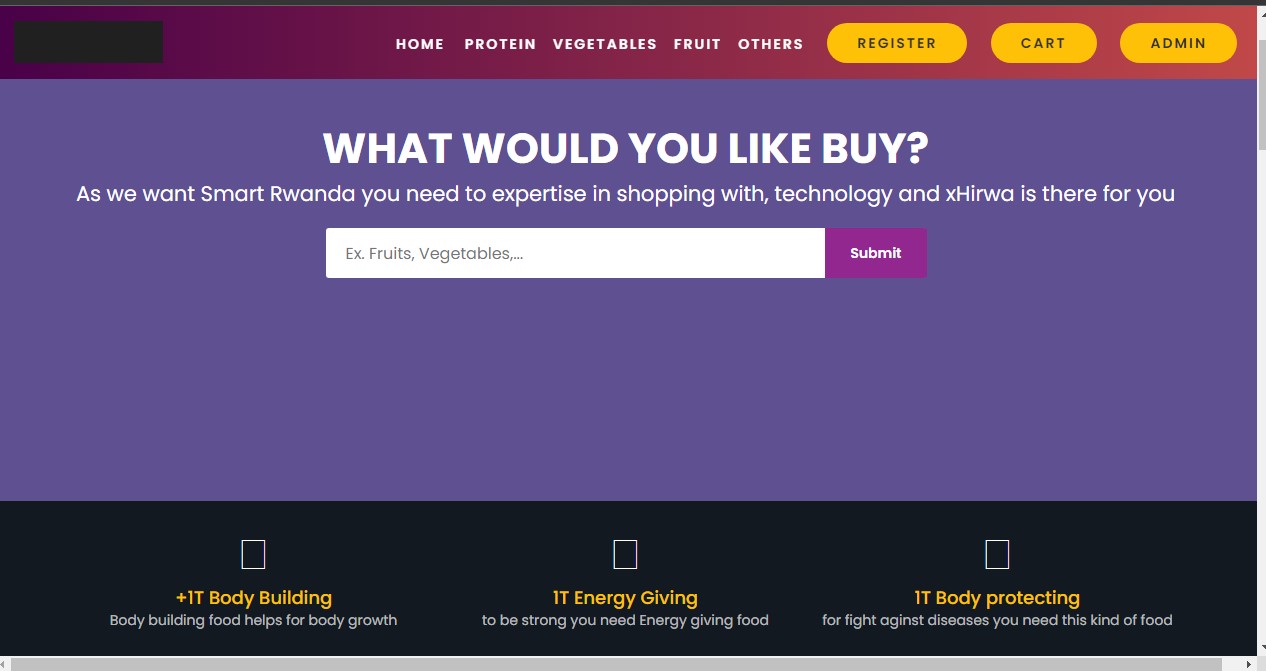 HOME PROTEIN VEGETABLES FRUIT OTHERS REGISTER CART ADMIN
WHAT WOULD YOU LIKE BUY?
As we want Smart Rwanda you need to expertise in shopping with, technology and xHirwa is there for you
Ex. Fruits, Vegetables,... Submit
+1T Body Building
Body building food helps for body growth
1T Energy Giving
to be strong you need Energy giving food
1T Body protecting
for fight aginst diseases you need this kind of food